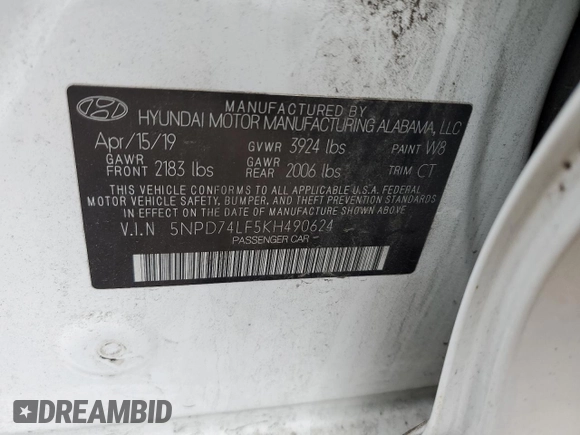 MANUFACTURED BY
HYUNDAI MOTOR MANUFACTURING ALABAMA, LLC
Apr/15/19 GVWR 3924 lbs PAINT W8
GAWR FRONT 2183 lbs GAWR REAR 2006 lbs TRIM CT
THIS VEHICLE CONFORMS TO ALL APPLICABLE U.S.A. FEDERAL
MOTOR VEHICLE SAFETY, BUMPER, AND THEFT PREVENTION STANDARDS
IN EFFECT ON THE DATE OF MANUFACTURE SHOWN ABOVE.
V.I.N 5NPD74LF5KH490624
PASSENGER CAR
DREAMBID